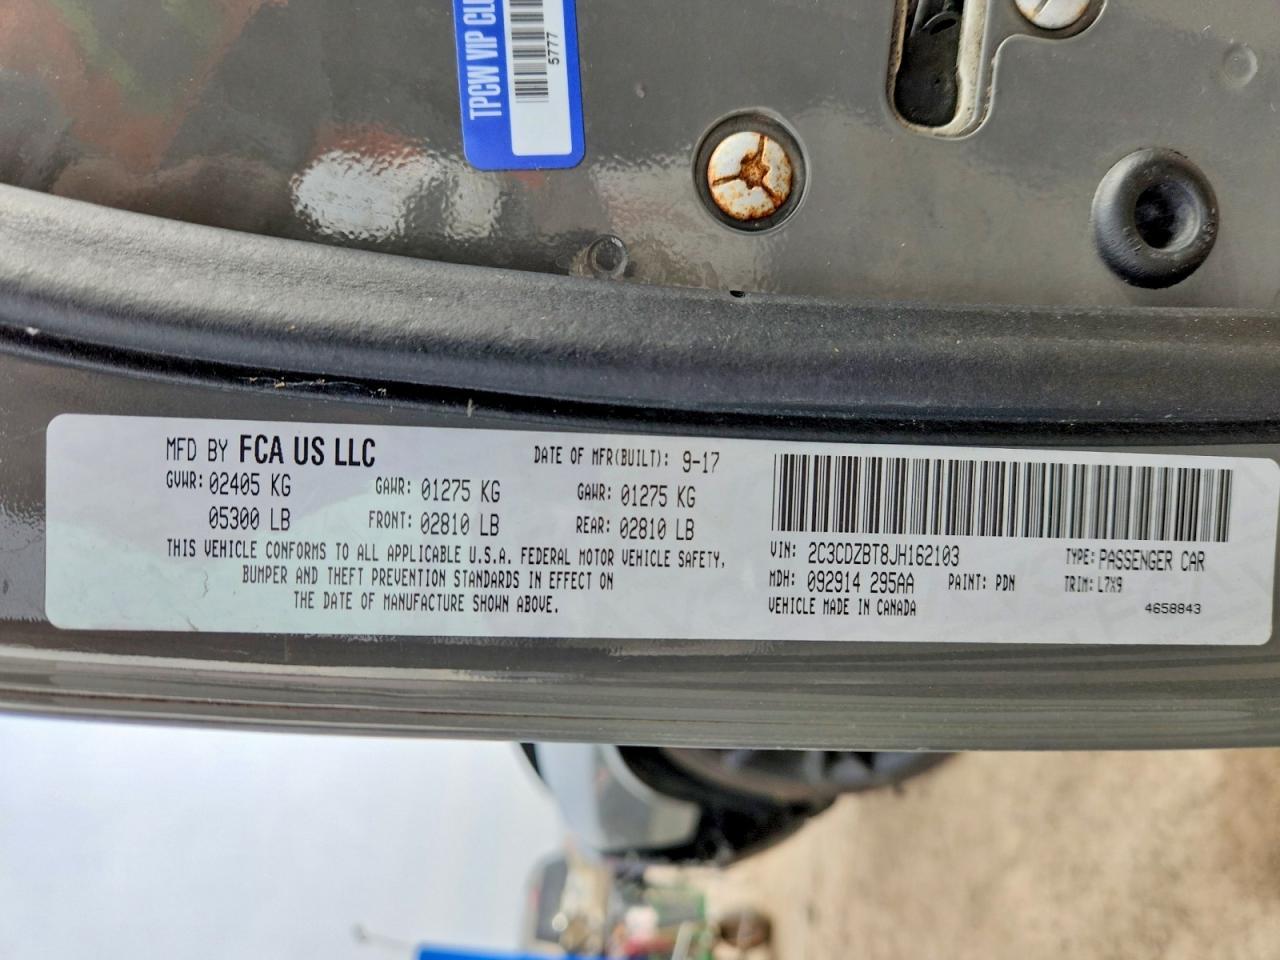 TPCW VIP CLU
5777
MFD BY FCA US LLC
DATE OF MFR(BUILT): 9-17
GVWR: 02405 KG
GAWR: 01275 KG
GAWR: 01275 KG
05300 LB
FRONT: 02810 LB
REAR: 02810 LB
THIS VEHICLE CONFORMS TO ALL APPLICABLE U.S.A. FEDERAL MOTOR VEHICLE SAFETY,
BUMPER AND THEFT PREVENTION STANDARDS IN EFFECT ON
THE DATE OF MANUFACTURE SHOWN ABOVE.
VIN: 2C3CDZBT8JH162103
TYPE: PASSENGER CAR
MDH: 092914 295AA
PAINT: PDN
TRIM: L7X9
VEHICLE MADE IN CANADA
4658843